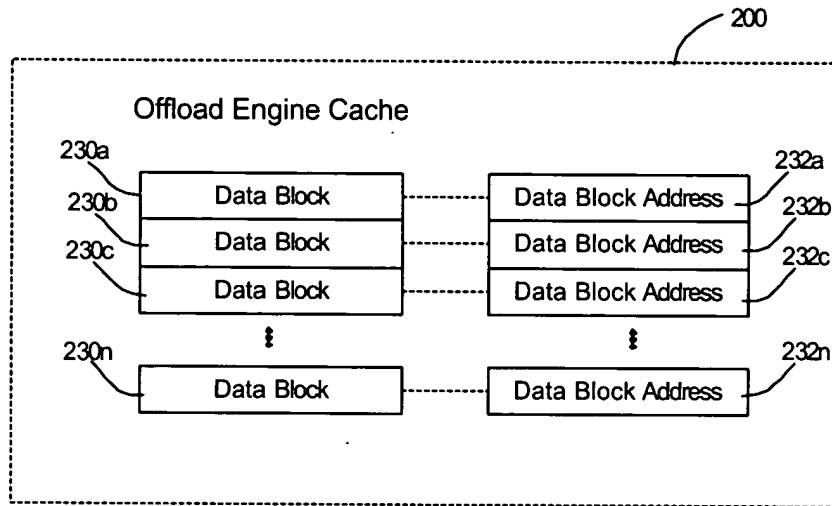 200
Offload Engine Cache
230a Data Block Data Block Address 232a
230b Data Block Data Block Address 232b
230c Data Block Data Block Address 232c
230n Data Block Data Block Address 232n